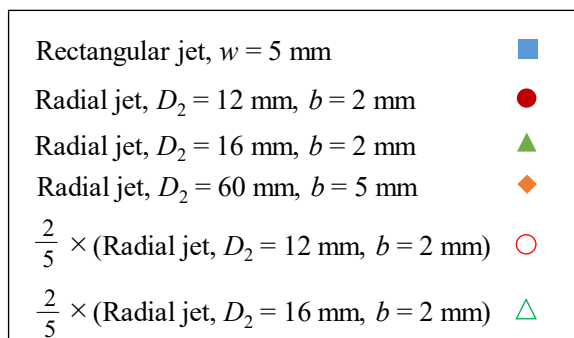 Rectangular jet, w = 5 mm
Radial jet, D₂ = 12 mm, b = 2 mm
Radial jet, D₂ = 16 mm, b = 2 mm
Radial jet, D₂ = 60 mm, b = 5 mm
2/5 × (Radial jet, D₂ = 12 mm, b = 2 mm)
2/5 × (Radial jet, D₂ = 16 mm, b = 2 mm)